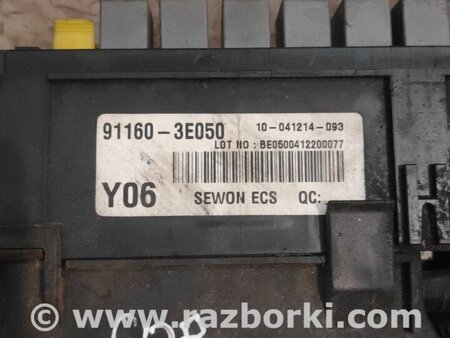 91160-3E050
10-041214-093
LOT NO : BE0500412200077
Y06
SEWON ECS
QC:
www.razborki.com